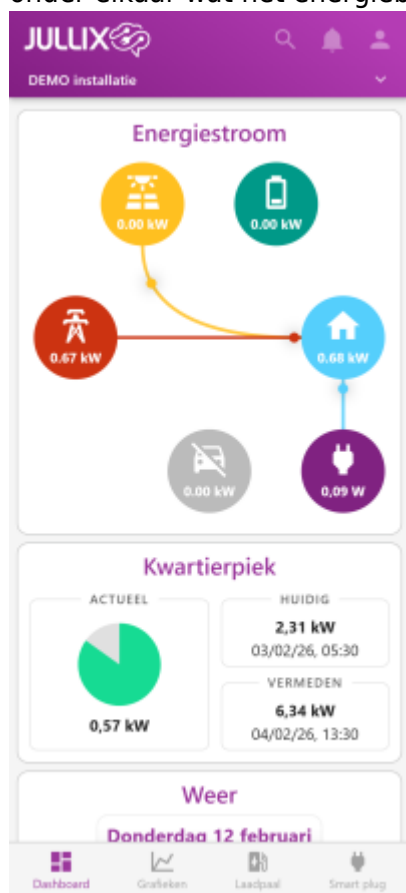 JULLIX
DEMO installatie
Energiestroom
0.00 kW
0.00 kW
0.67 kW
0.68 kW
0.00 kW
0,09 W
Kwartierpiek
ACTUEEL
0,57 kW
HUIDIG
2,31 kW
03/02/26, 05:30
VERMEDEN
6,34 kW
04/02/26, 13:30
Weer
Donderdag 12 februari
Dashboard
Grafieken
Laadpaal
Smart plug